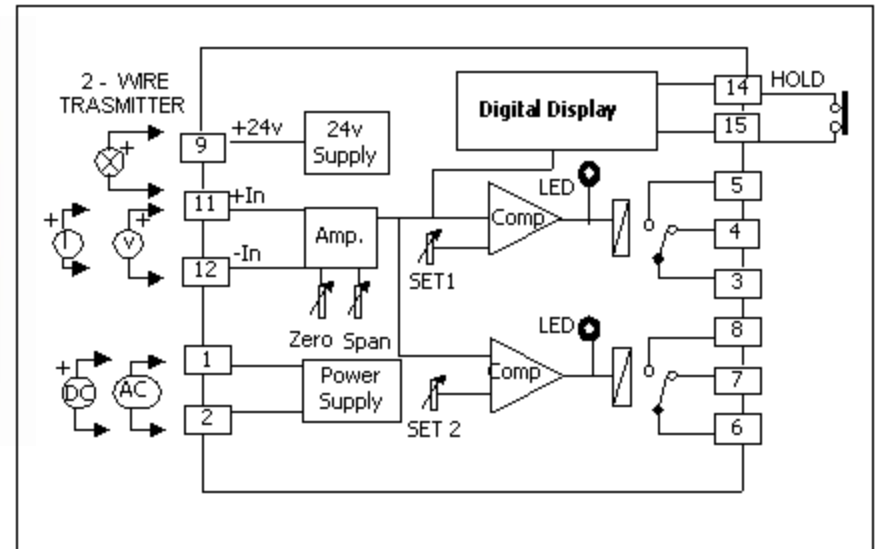 2 - WIRE
TRASMITTER
9
+24v
24v
Supply
Digital Display
14
HOLD
15
11
+In
Amp.
12
-In
+
I
+
V
+
Zero
Span
SET1
Comp
LED
5
4
3
+
DC
AC
1
2
Power
Supply
SET 2
Comp
LED
8
7
6